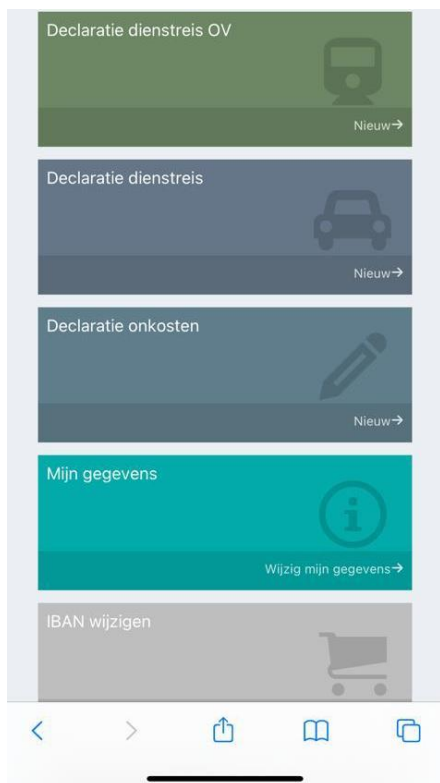 Declaratie dienstreis OV
Nieuw→
Declaratie dienstreis
Nieuw→
Declaratie onkosten
Nieuw→
Mijn gegevens
Wijzig mijn gegevens→
IBAN wijzigen